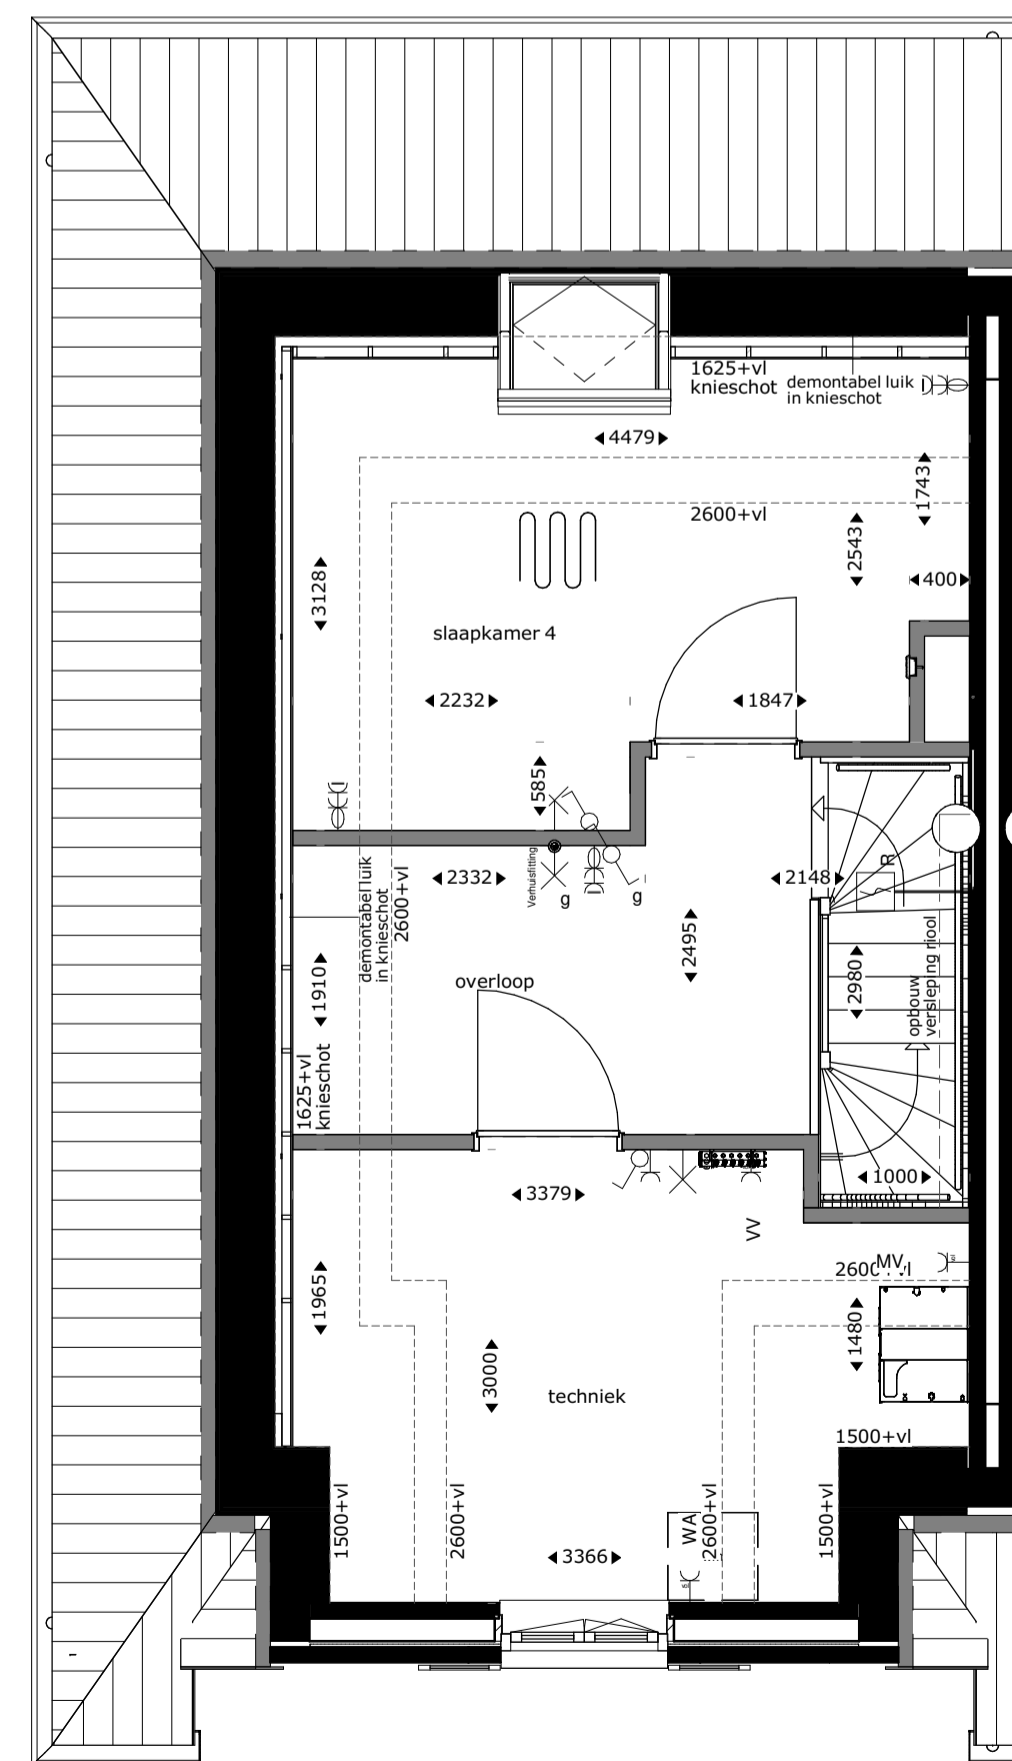 1625+vl
knieschot
demontabel luik
in knieschot
4479
1743
2600+vl
2543
3128
400
slaapkamer 4
2232
1847
585
Verhuisfitting
g
g
2332
2148
R
demontabel luik
in knieschot
2600+vl
2495
2980
opbouw
versleping riool
1910
overloop
1625+vl
knieschot
1000
3379
VV
MV
1965
1480
3000
techniek
1500+vl
1500+vl
2600+vl
WA
2600+vl
1500+vl
3366